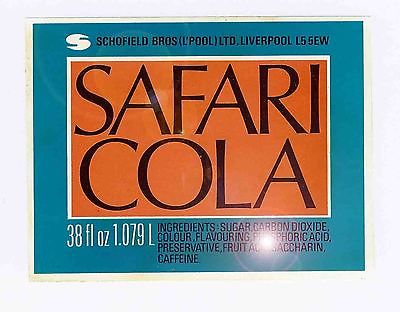 SCHOFIELD BROS (L'POOL) LTD, LIVERPOOL L5 5EW
SAFARI
COLA
38 fl oz 1.079 L
INGREDIENTS: SUGAR, CARBON DIOXIDE,
COLOUR, FLAVOURING, PHOSPHORIC ACID,
PRESERVATIVE, FRUIT ACID, SACCHARIN,
CAFFEINE.